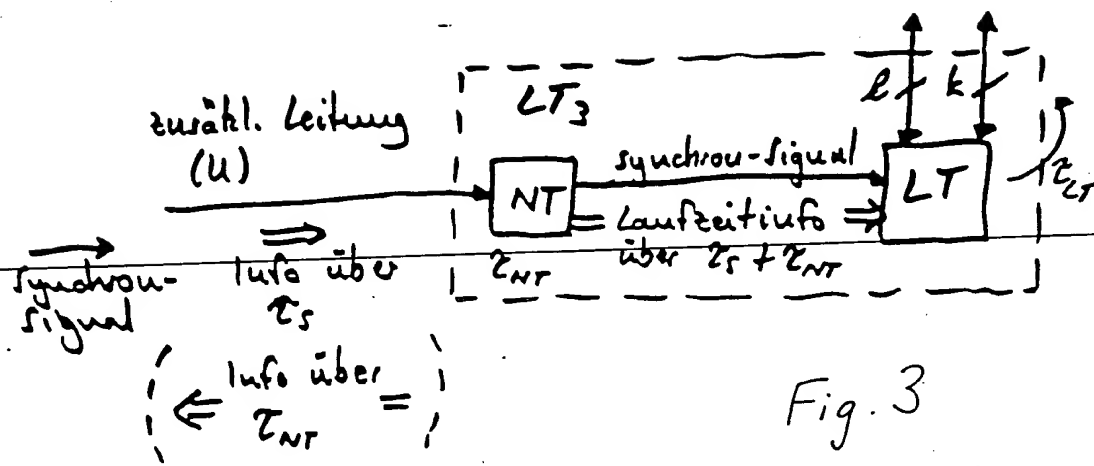 LT3
l k
zusätzl. Leitung
(U)
synchron-signal
NT
LT
τLT
Laufzeitinfo
über τS + τNT
τNT
synchron-
signal
Info über
τS
Info über
τNT
Fig. 3